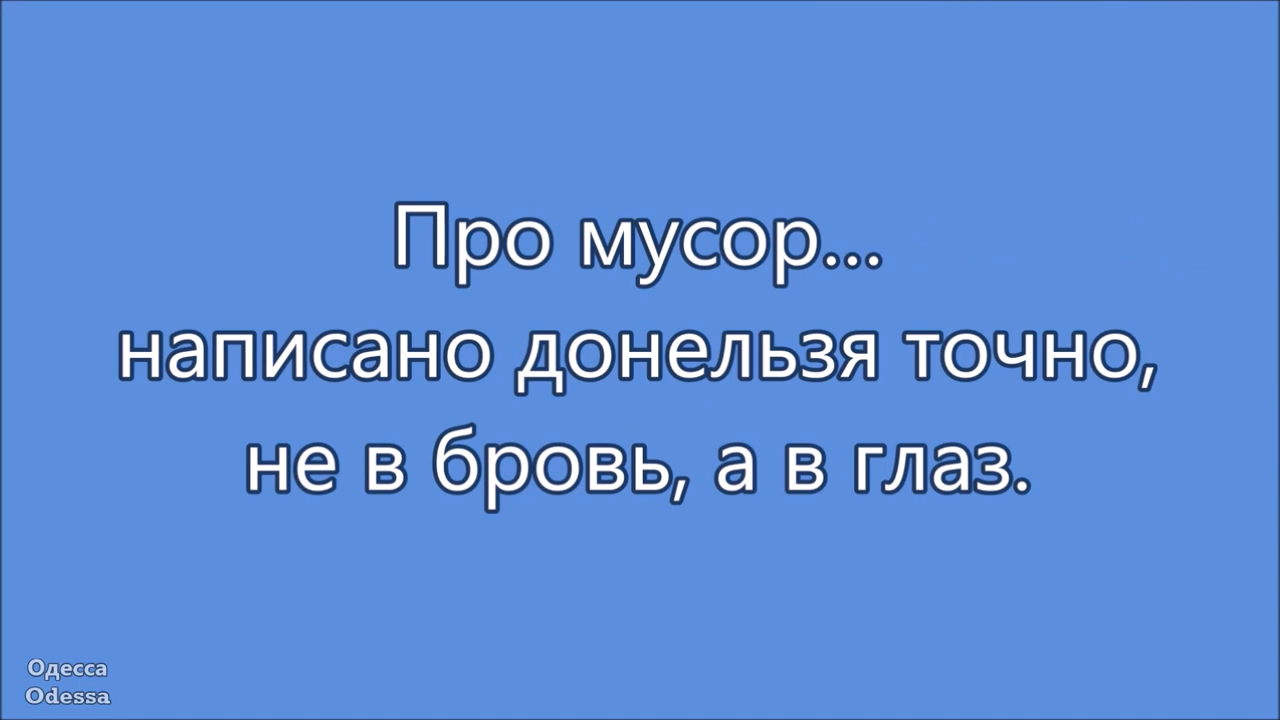 Про мусор...
написано донельзя точно,
не в бровь, а в глаз.
Одесса
Odessa